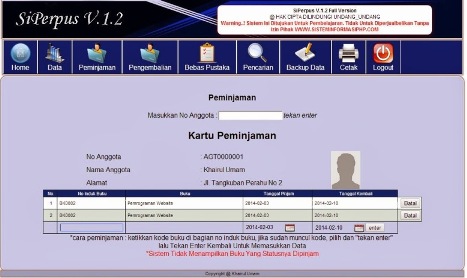 SiPerpus V.1.2
SiPerpus V.1.2 Full Version
@ HAK CIPTA DILINDUNGI UNDANG_UNDANG
Warning..! Sistem Ini Ditujukan Untuk Pembelajaran. Tidak Untuk Diperjualbelikan Tanpa
Izin Pihak WWW.SISTEMINFORMASIPHP.COM
Home
Data
Peminjaman
Pengembalian
Bebas Pustaka
Pencarian
Backup Data
Cetak
Logout
Peminjaman
Masukkan No Anggota : tekan enter
Kartu Peminjaman
No Anggota : AGT0000001
Nama Anggota : Khairul Umam
Alamat : Jl. Tangkuban Perahu No 2
No No Induk Buku Buku Tanggal Pinjam Tanggal Kembali
1 Pemrograman Website 2014-02-03 2014-02-10 Batal
2 Pemrograman Website 2014-02-03 2014-02-10 Batal
2014-02-03 2014-02-10 enter
"cara peminjaman : ketikkan kode buku di bagian no induk buku, jika sudah muncul kode, pilih dan "tekan enter"
lalu Tekan Enter Kembali Untuk Memasukkan Data
*Sistem Tidak Menampilkan Buku Yang Statusnya Dipinjam
Copyright @ Khairul Umam